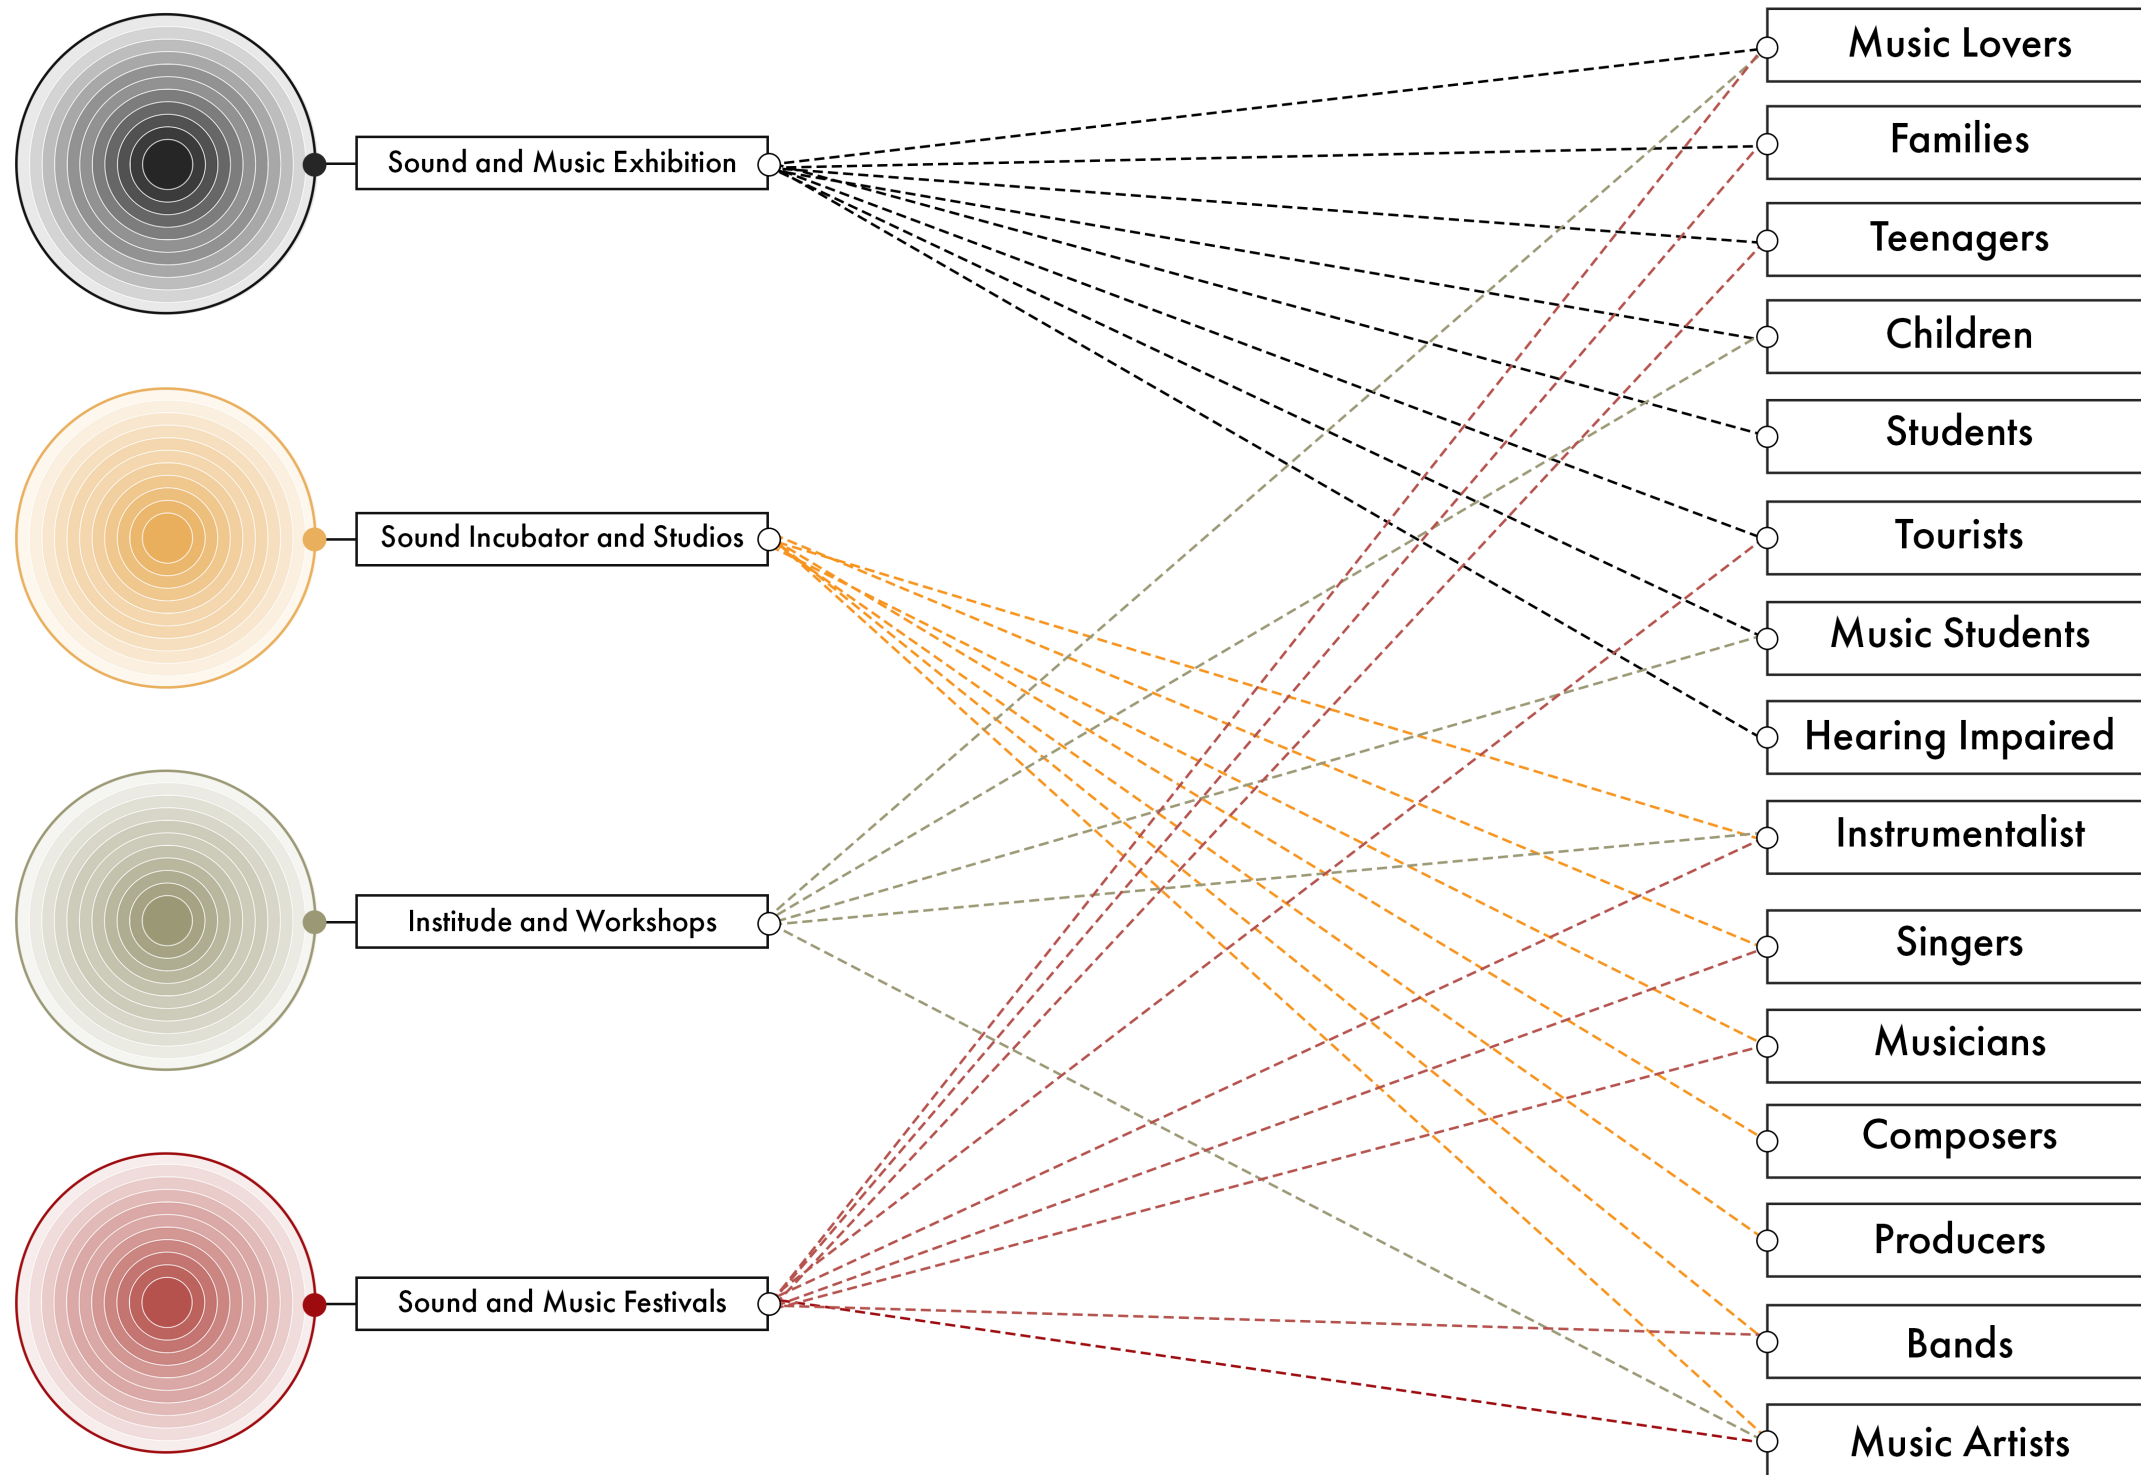 Sound and Music Exhibition
Sound Incubator and Studios
Institude and Workshops
Sound and Music Festivals
Music Lovers
Families
Teenagers
Children
Students
Tourists
Music Students
Hearing Impaired
Instrumentalist
Singers
Musicians
Composers
Producers
Bands
Music Artists